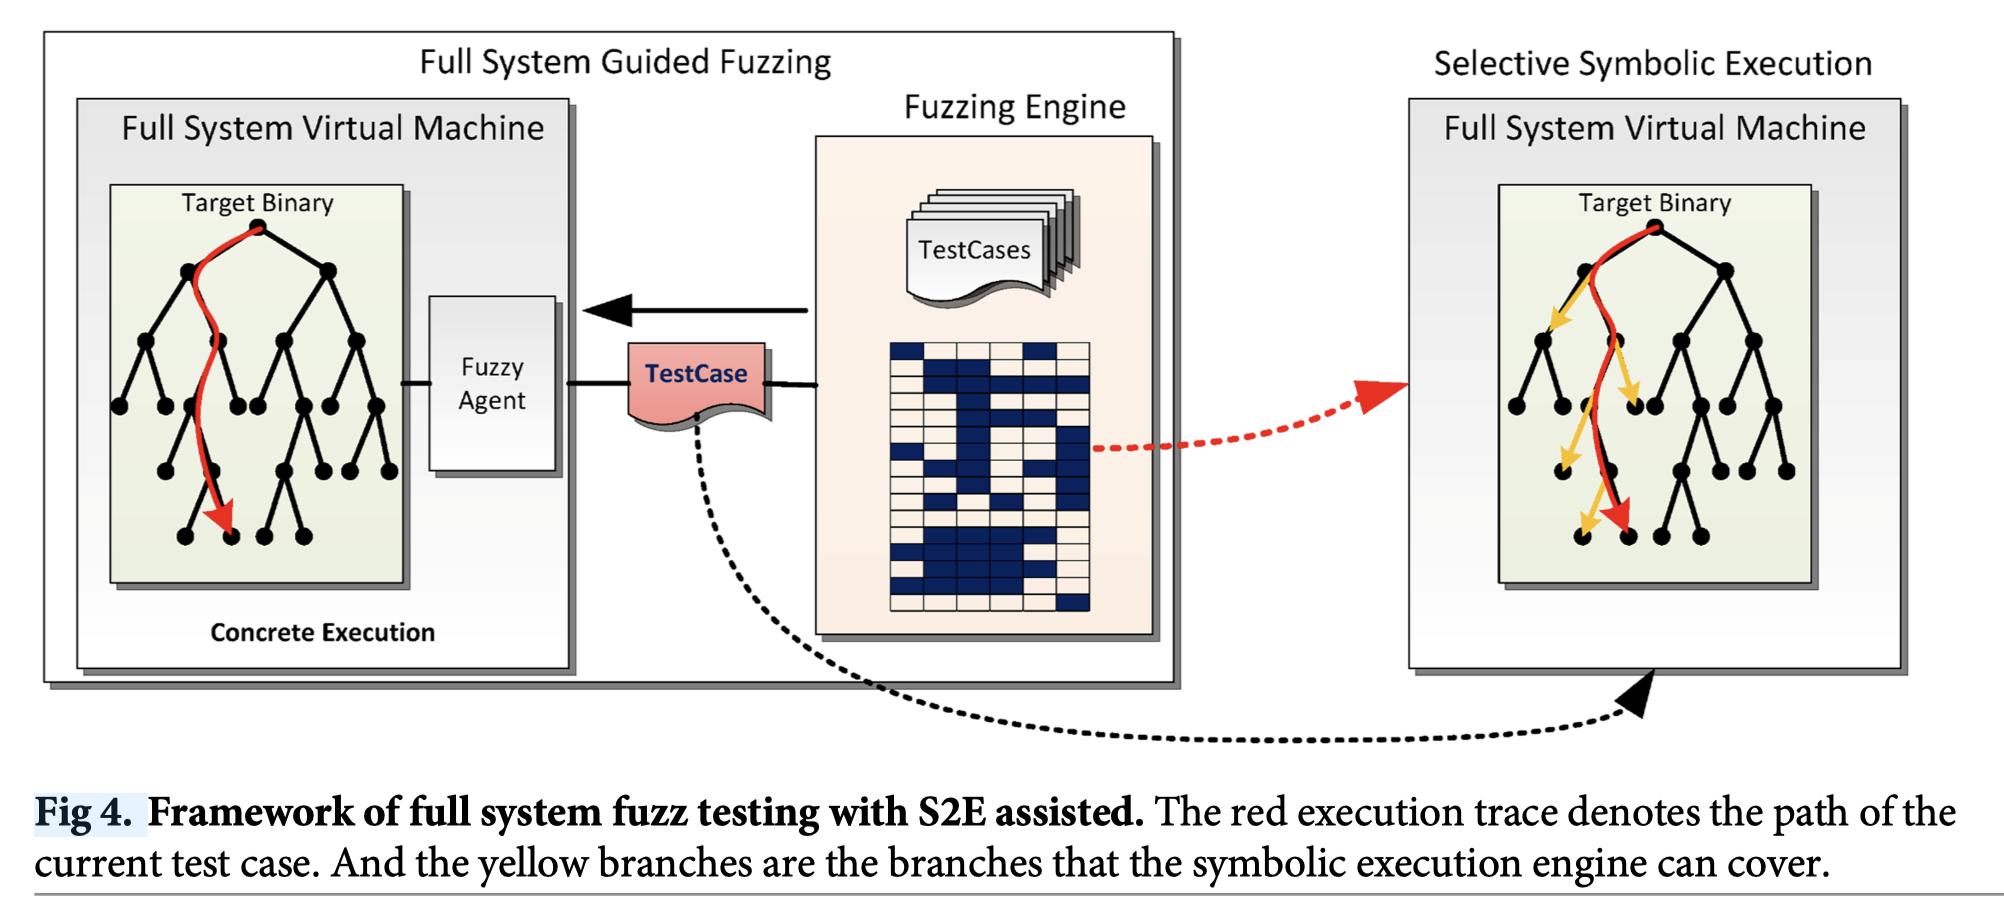 Full System Guided Fuzzing
Full System Virtual Machine
Target Binary
Fuzzy
Agent
Concrete Execution
TestCase
Fuzzing Engine
TestCases
Selective Symbolic Execution
Full System Virtual Machine
Target Binary
Fig 4. Framework of full system fuzz testing with S2E assisted. The red execution trace denotes the path of the
current test case. And the yellow branches are the branches that the symbolic execution engine can cover.